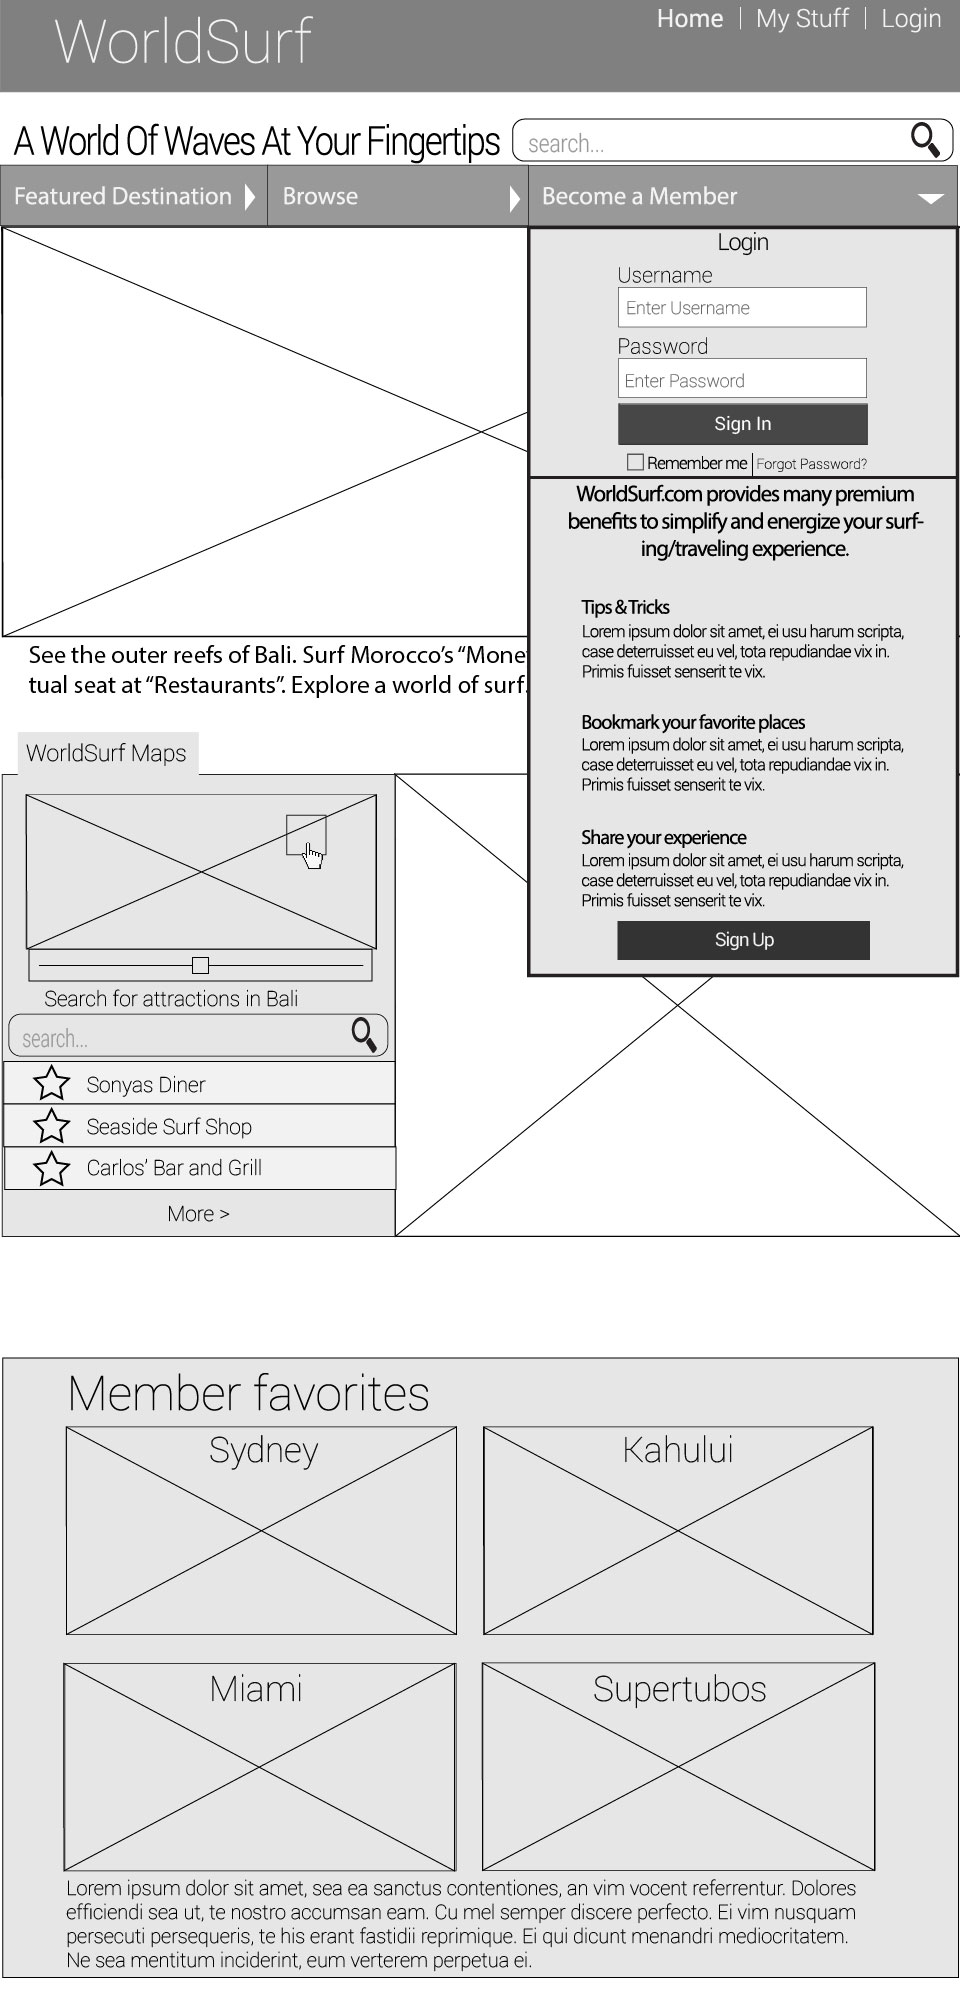 WorldSurf
Home
My Stuff
Login
A World Of Waves At Your Fingertips
search...
Featured Destination
Browse
Become a Member
Login
Username
Enter Username
Password
Enter Password
Sign In
Remember me
Forgot Password?
WorldSurf.com provides many premium
benefits to simplify and energize your surf-
ing/traveling experience.
Tips & Tricks
Lorem ipsum dolor sit amet, ei usu harum scripta,
case deterruisset eu vel, tota repudiandae vix in.
Primis fuisset senserit te vix.
Bookmark your favorite places
Lorem ipsum dolor sit amet, ei usu harum scripta,
case deterruisset eu vel, tota repudiandae vix in.
Primis fuisset senserit te vix.
Share your experience
Lorem ipsum dolor sit amet, ei usu harum scripta,
case deterruisset eu vel, tota repudiandae vix in.
Primis fuisset senserit te vix.
Sign Up
See the outer reefs of Bali. Surf Morocco’s “Mone
tual seat at “Restaurants”. Explore a world of surf.
WorldSurf Maps
Search for attractions in Bali
search...
Sonyas Diner
Seaside Surf Shop
Carlos’ Bar and Grill
More >
Member favorites
Sydney
Kahului
Miami
Supertubos
Lorem ipsum dolor sit amet, sea ea sanctus contentiones, an vim vocent referrentur. Dolores
efficiendi sea ut, te nostro accumsan eam. Cu mel semper discere perfecto. Ei vim nusquam
persecuti persequeris, te his erant fastidii reprimique. Ei qui dicunt menandri mediocritatem.
Ne sea mentitum inciderint, eum verterem perpetua ei.